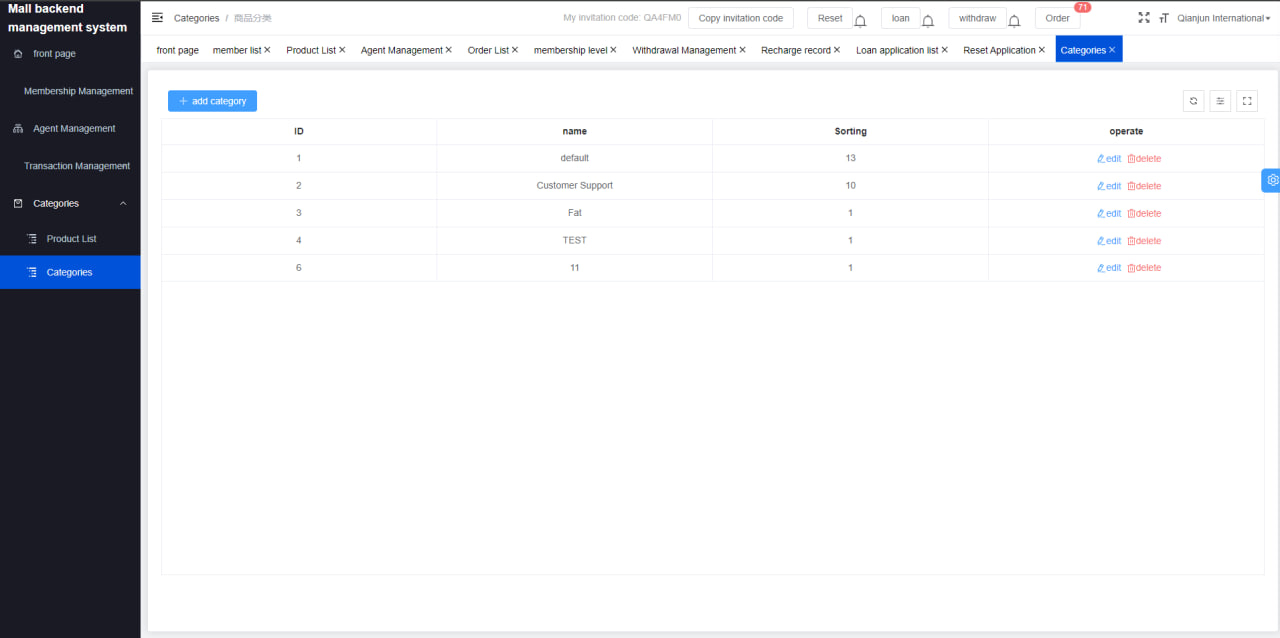 Mall backend
management system
front page
Membership Management
Agent Management
Transaction Management
Categories
Product List
Categories
Categories / 商品分类
My invitation code: QA4FM0 Copy invitation code Reset loan withdraw Order 71 Qianjun International
front page member list Product List Agent Management Order List membership level Withdrawal Management Recharge record Loan application list Reset Application Categories
+ add category
ID name Sorting operate
1 default 13 edit delete
2 Customer Support 10 edit delete
3 Fat 1 edit delete
4 TEST 1 edit delete
6 11 1 edit delete